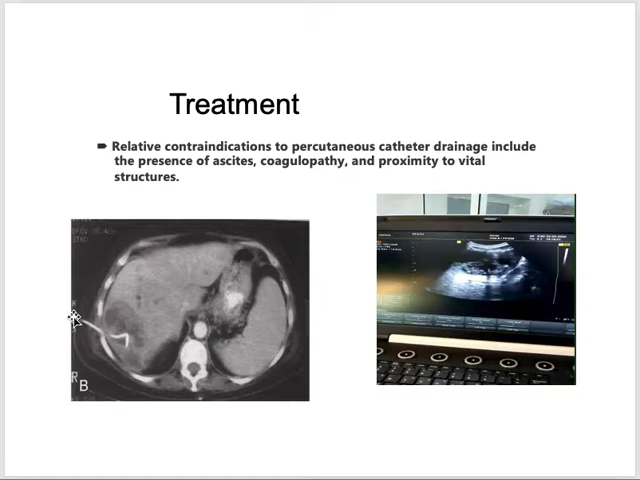 Treatment
Relative contraindications to percutaneous catheter drainage include
the presence of ascites, coagulopathy, and proximity to vital
structures.
R
B